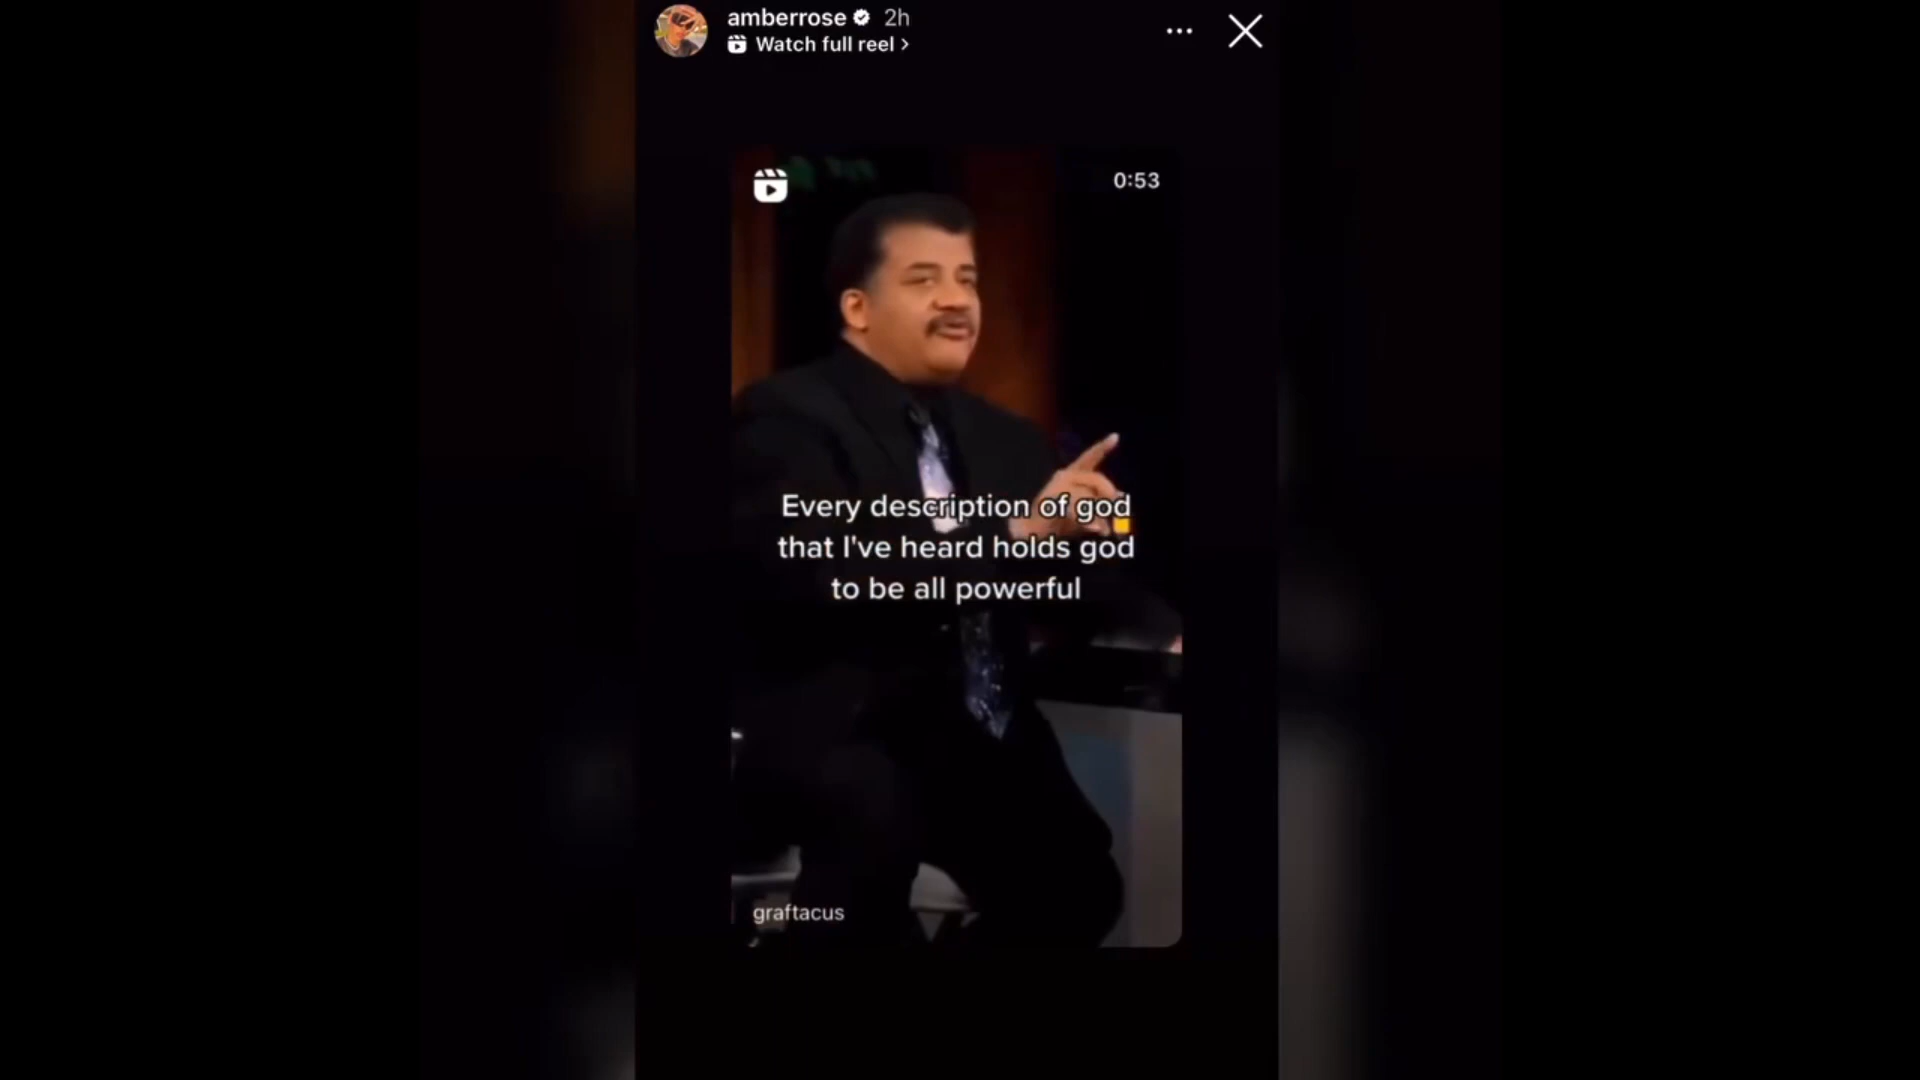 amberrose 2h
Watch full reel >
0:53
Every description of god
that I've heard holds god
to be all powerful
graftacus